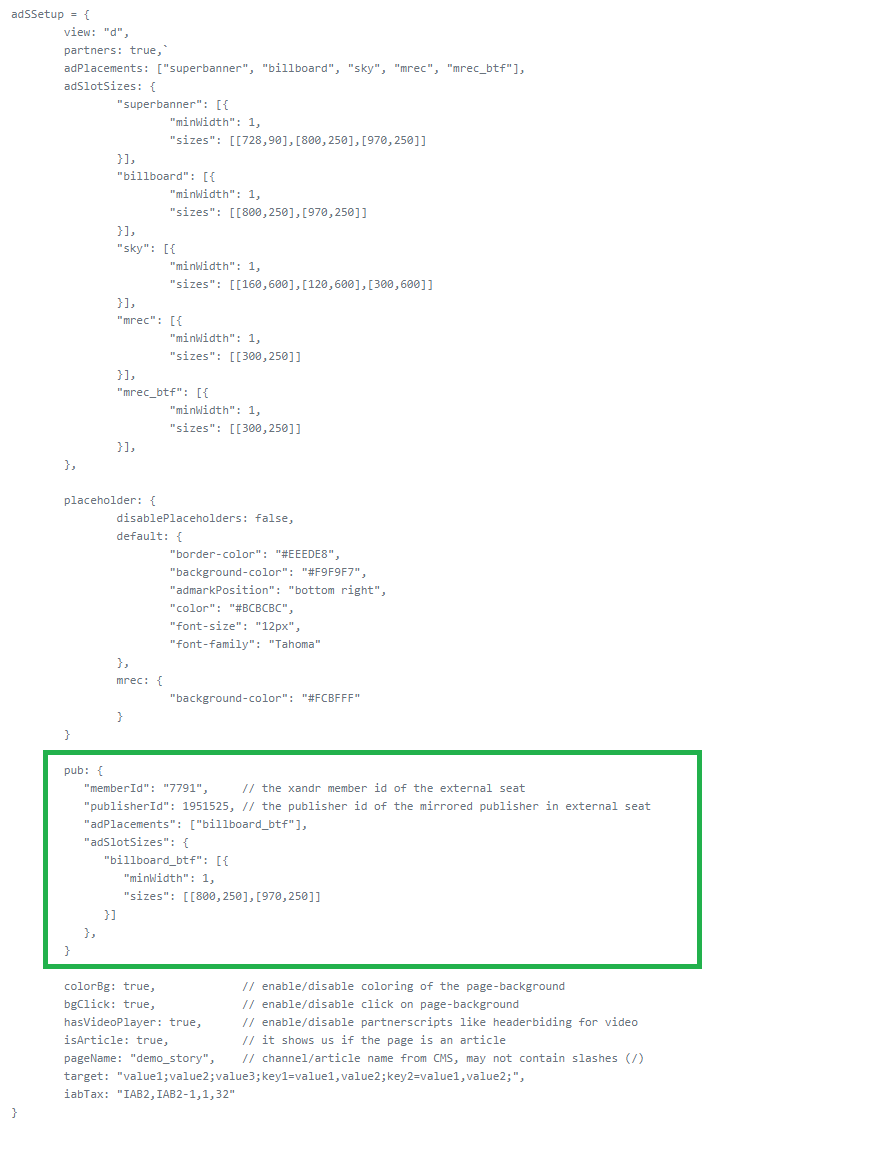 adSSetup = {
view: "d",
partners: true,`
adPlacements: ["superbanner", "billboard", "sky", "mrec", "mrec_btf"],
adSlotSizes: {
"superbanner": [{
"minWidth": 1,
"sizes": [[728,90],[800,250],[970,250]]
}],
"billboard": [{
"minWidth": 1,
"sizes": [[800,250],[970,250]]
}],
"sky": [{
"minWidth": 1,
"sizes": [[160,600],[120,600],[300,600]]
}],
"mrec": [{
"minWidth": 1,
"sizes": [[300,250]]
}],
"mrec_btf": [{
"minWidth": 1,
"sizes": [[300,250]]
}],
},
placeholder: {
disablePlaceholders: false,
default: {
"border-color": "#EEEDE8",
"background-color": "#F9F9F7",
"admarkPosition": "bottom right",
"color": "#BCBCBC",
"font-size": "12px",
"font-family": "Tahoma"
},
mrec: {
"background-color": "#FCBFFF"
}
}
pub: {
"memberId": "7791", // the xandr member id of the external seat
"publisherId": 1951525, // the publisher id of the mirrored publisher in external seat
"adPlacements": ["billboard_btf"],
"adSlotSizes": {
"billboard_btf": [{
"minWidth": 1,
"sizes": [[800,250],[970,250]]
}]
},
}
colorBg: true, // enable/disable coloring of the page-background
bgClick: true, // enable/disable click on page-background
hasVideoPlayer: true, // enable/disable partnerscripts like headerbiding for video
isArticle: true, // it shows us if the page is an article
pageName: "demo_story", // channel/article name from CMS, may not contain slashes (/)
target: "value1;value2;value3;key1=value1,value2;key2=value1,value2;",
iabTax: "IAB2,IAB2-1,1,32"
}